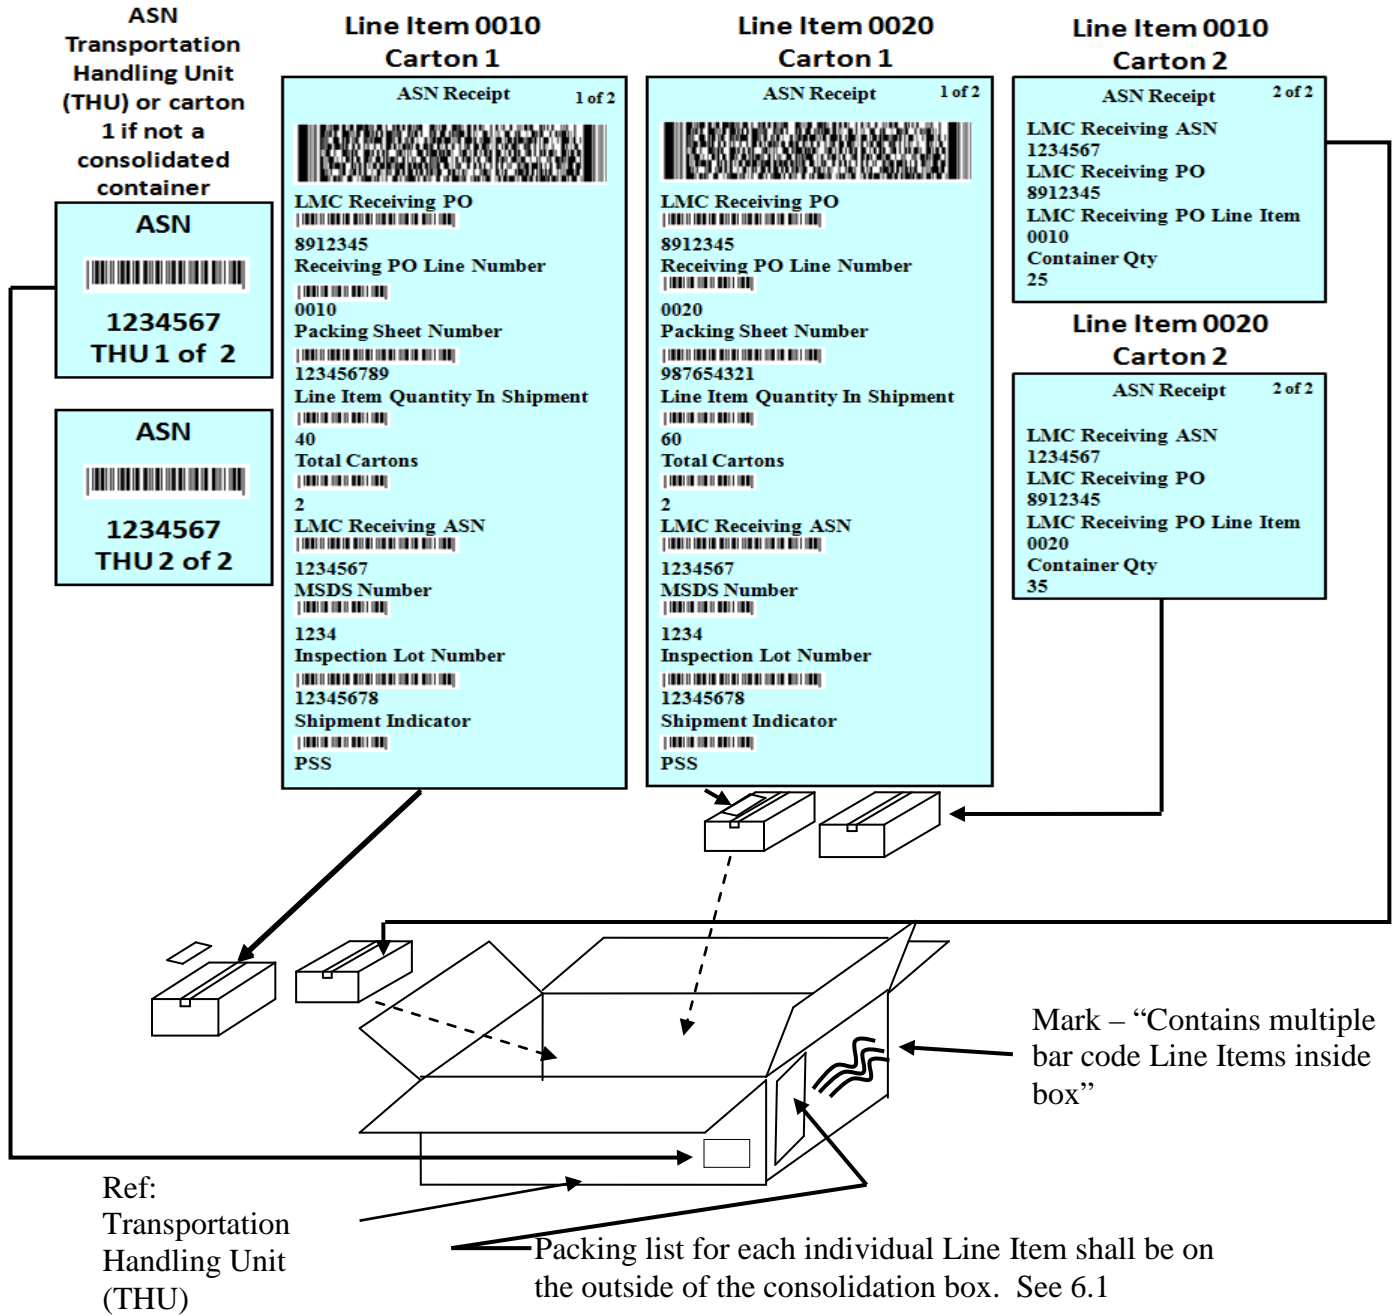 ASN
Transportation
Handling Unit
(THU) or carton
1 if not a
consolidated
container
ASN
1234567
THU 1 of 2
ASN
1234567
THU 2 of 2
Line Item 0010
Carton 1
ASN Receipt 1 of 2
LMC Receiving PO
8912345
Receiving PO Line Number
0010
Packing Sheet Number
123456789
Line Item Quantity In Shipment
40
Total Cartons
2
LMC Receiving ASN
1234567
MSDS Number
1234
Inspection Lot Number
12345678
Shipment Indicator
PSS
Line Item 0020
Carton 1
ASN Receipt 1 of 2
LMC Receiving PO
8912345
Receiving PO Line Number
0020
Packing Sheet Number
987654321
Line Item Quantity In Shipment
60
Total Cartons
2
LMC Receiving ASN
1234567
MSDS Number
1234
Inspection Lot Number
12345678
Shipment Indicator
PSS
Line Item 0010
Carton 2
ASN Receipt 2 of 2
LMC Receiving ASN
1234567
LMC Receiving PO
8912345
LMC Receiving PO Line Item
0010
Container Qty
25
Line Item 0020
Carton 2
ASN Receipt 2 of 2
LMC Receiving ASN
1234567
LMC Receiving PO
8912345
LMC Receiving PO Line Item
0020
Container Qty
35
Mark – “Contains multiple
bar code Line Items inside
box”
Ref:
Transportation
Handling Unit
(THU)
Packing list for each individual Line Item shall be on
the outside of the consolidation box. See 6.1